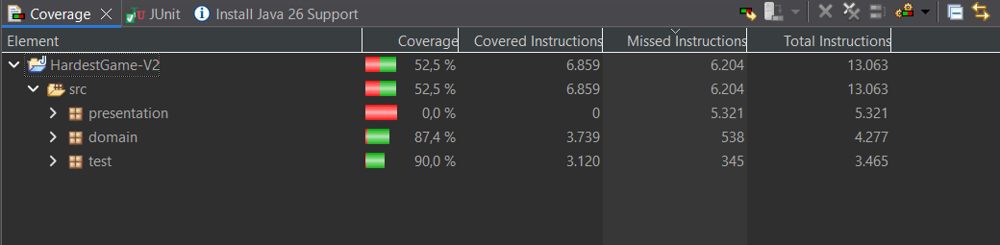 Coverage JUnit Install Java 26 Support
Element Coverage Covered Instructions Missed Instructions Total Instructions
HardestGame-V2 52,5 % 6.859 6.204 13.063
src 52,5 % 6.859 6.204 13.063
presentation 0,0 % 0 5.321 5.321
domain 87,4 % 3.739 538 4.277
test 90,0 % 3.120 345 3.465